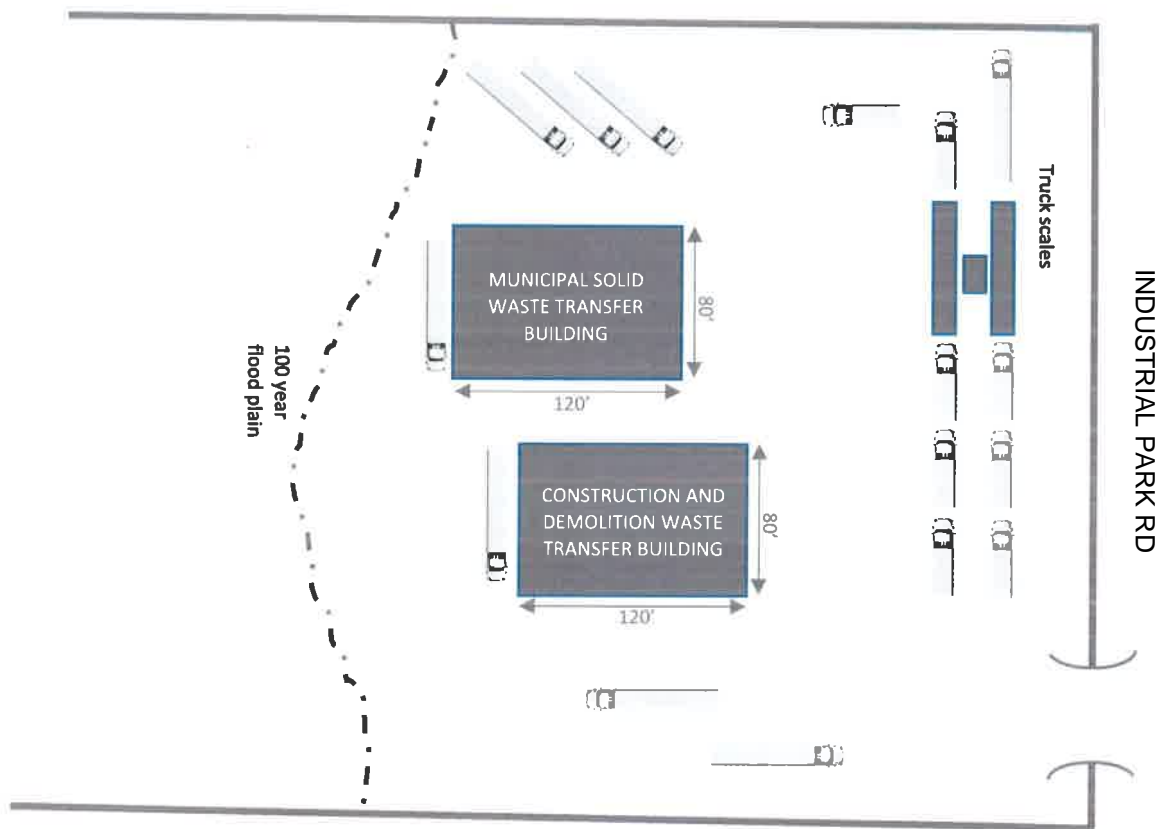 Truck scales
INDUSTRIAL PARK RD
MUNICIPAL SOLID
WASTE TRANSFER
BUILDING
80'
120'
100 year
flood plain
CONSTRUCTION AND
DEMOLITION WASTE
TRANSFER BUILDING
80'
120'